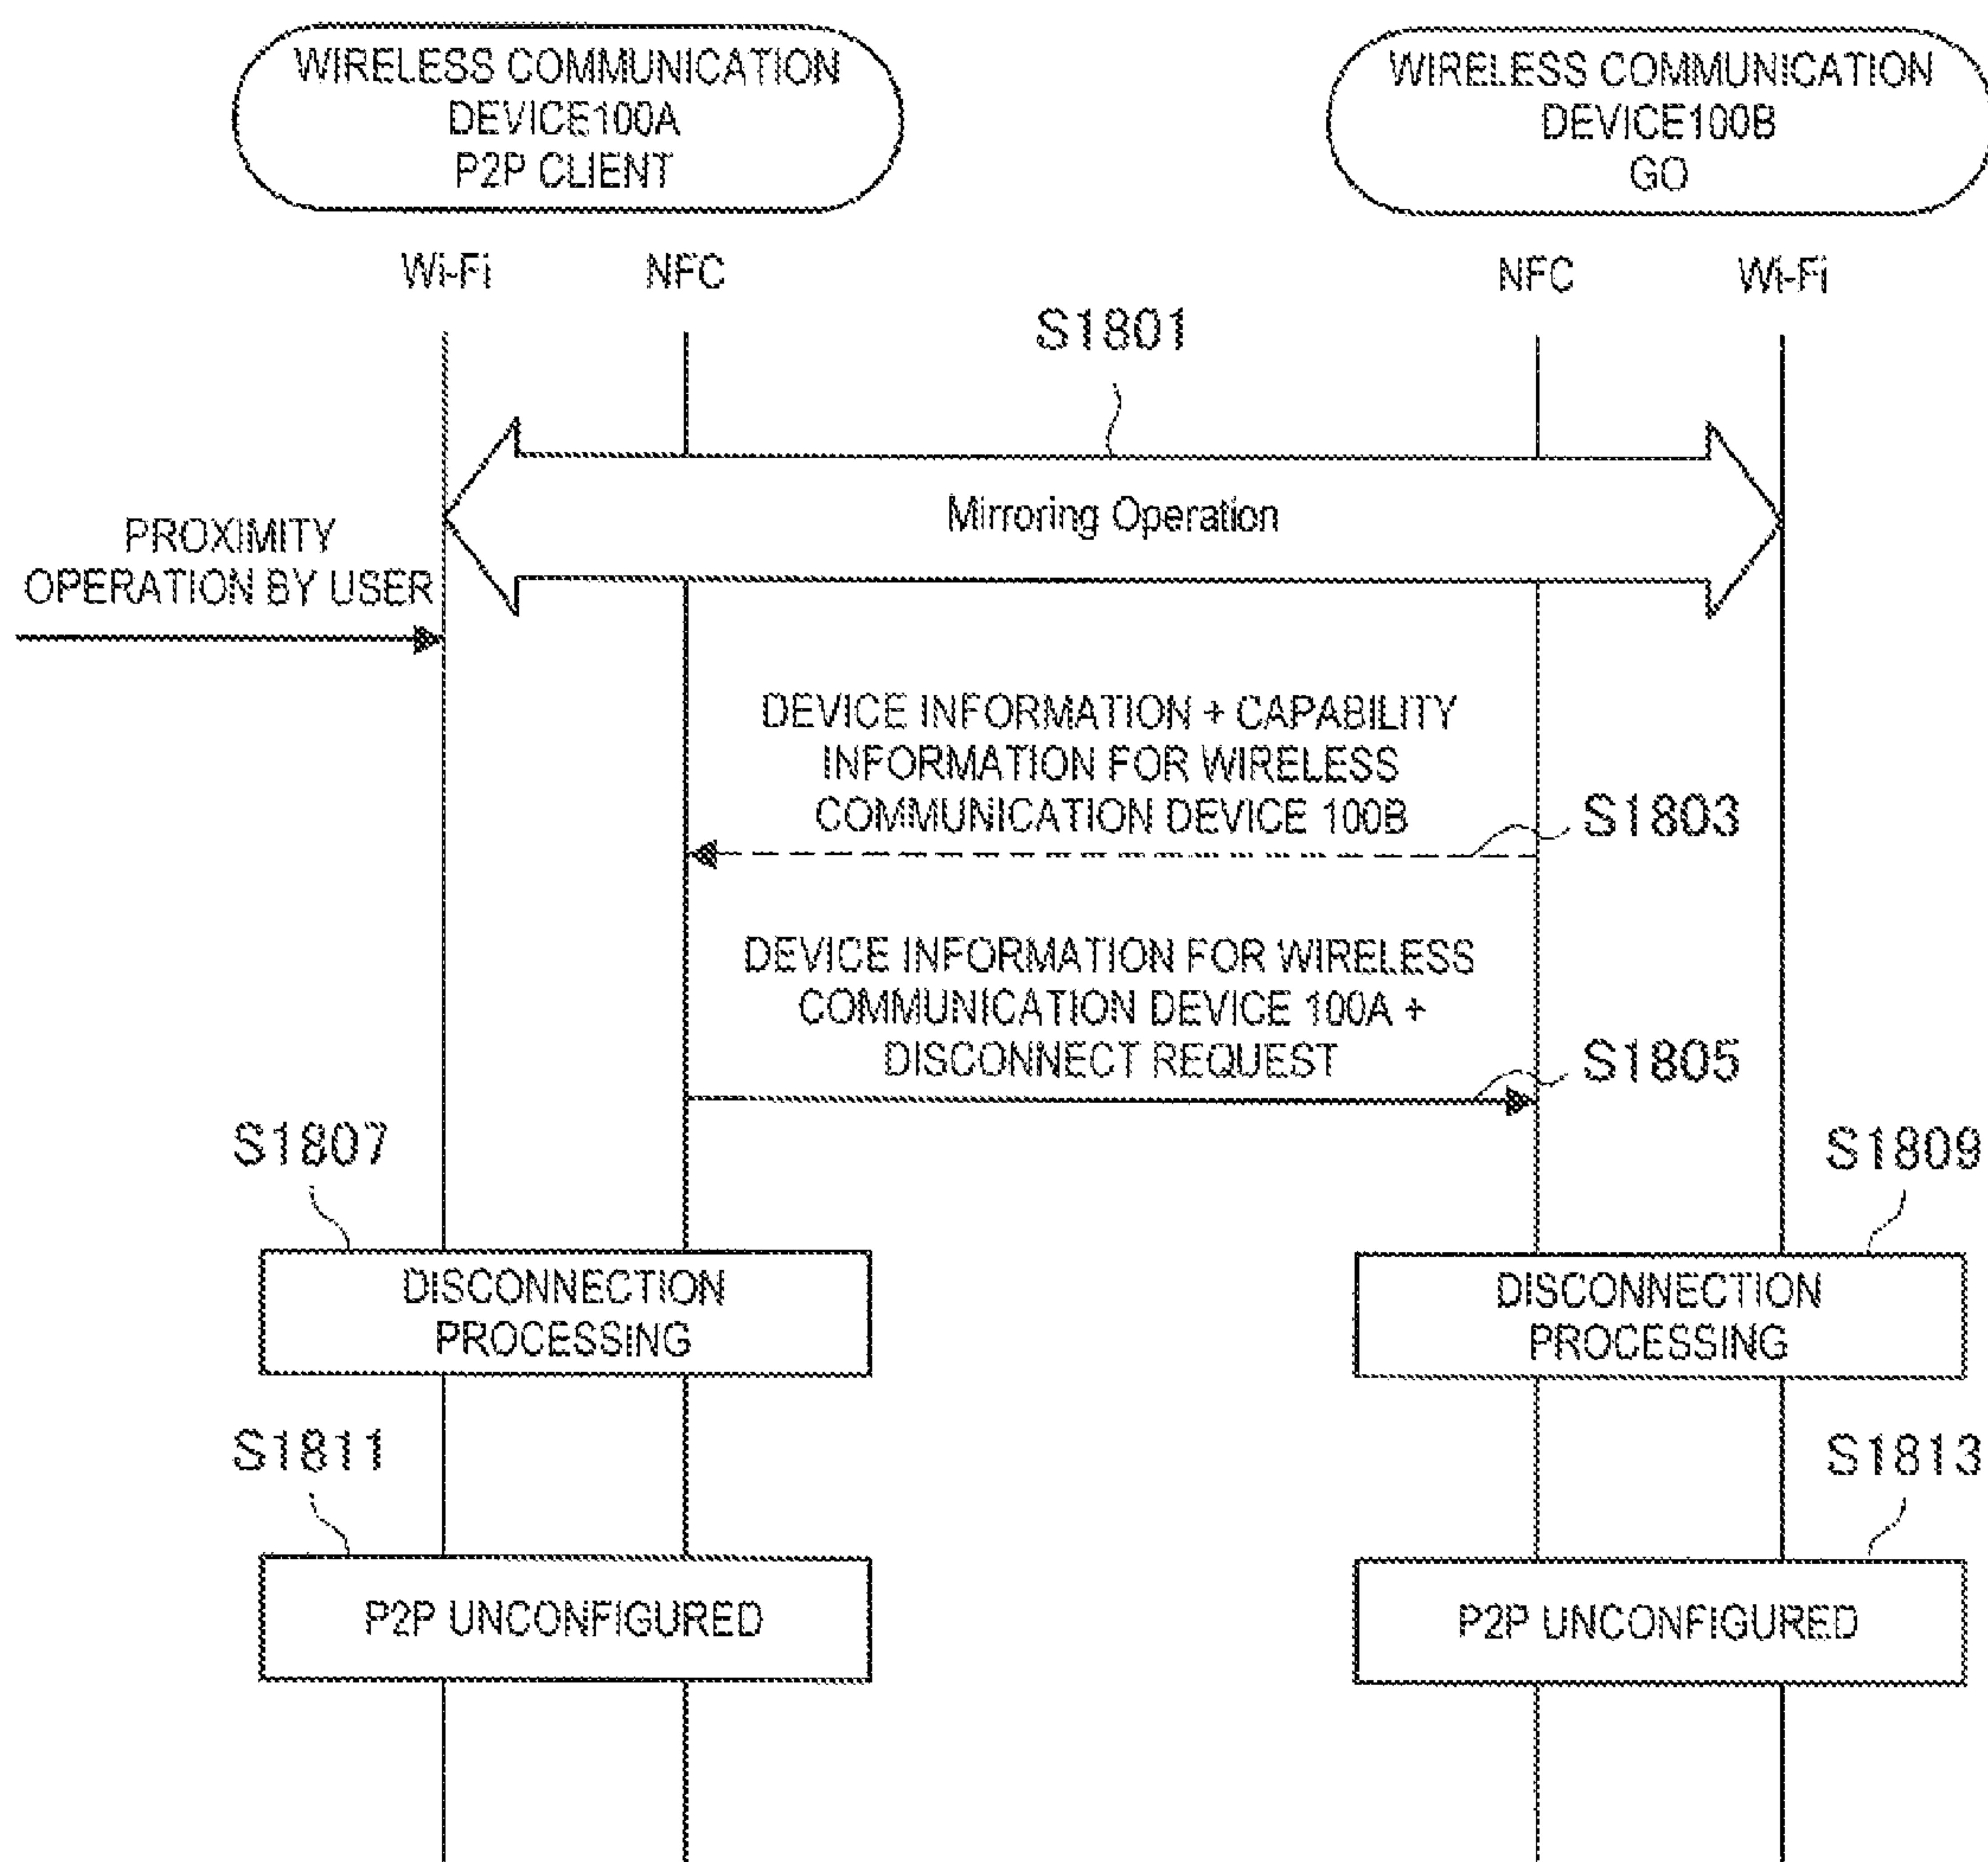 WIRELESS COMMUNICATION
DEVICE100A
P2P CLIENT
WIRELESS COMMUNICATION
DEVICE100B
GO
Wi-Fi
NFC
NFC
Wi-Fi
S1801
Mirroring Operation
PROXIMITY
OPERATION BY USER
DEVICE INFORMATION + CAPABILITY
INFORMATION FOR WIRELESS
COMMUNICATION DEVICE 100B
S1803
DEVICE INFORMATION FOR WIRELESS
COMMUNICATION DEVICE 100A +
DISCONNECT REQUEST
S1805
S1807
S1809
DISCONNECTION
PROCESSING
DISCONNECTION
PROCESSING
S1811
S1813
P2P UNCONFIGURED
P2P UNCONFIGURED